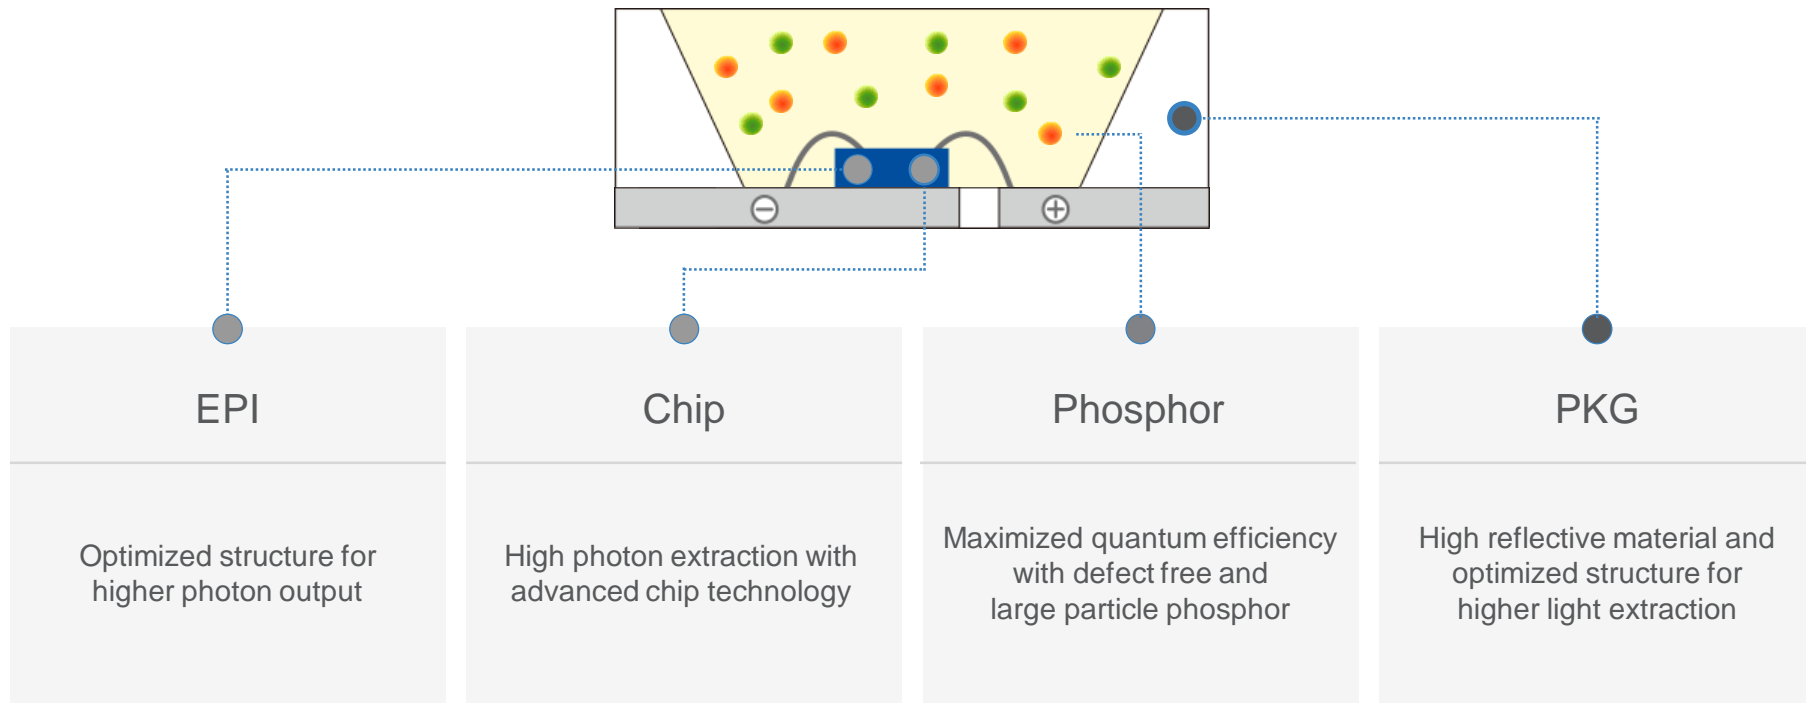 EPI
Optimized structure for
higher photon output
Chip
High photon extraction with
advanced chip technology
Phosphor
Maximized quantum efficiency
with defect free and
large particle phosphor
PKG
High reflective material and
optimized structure for
higher light extraction